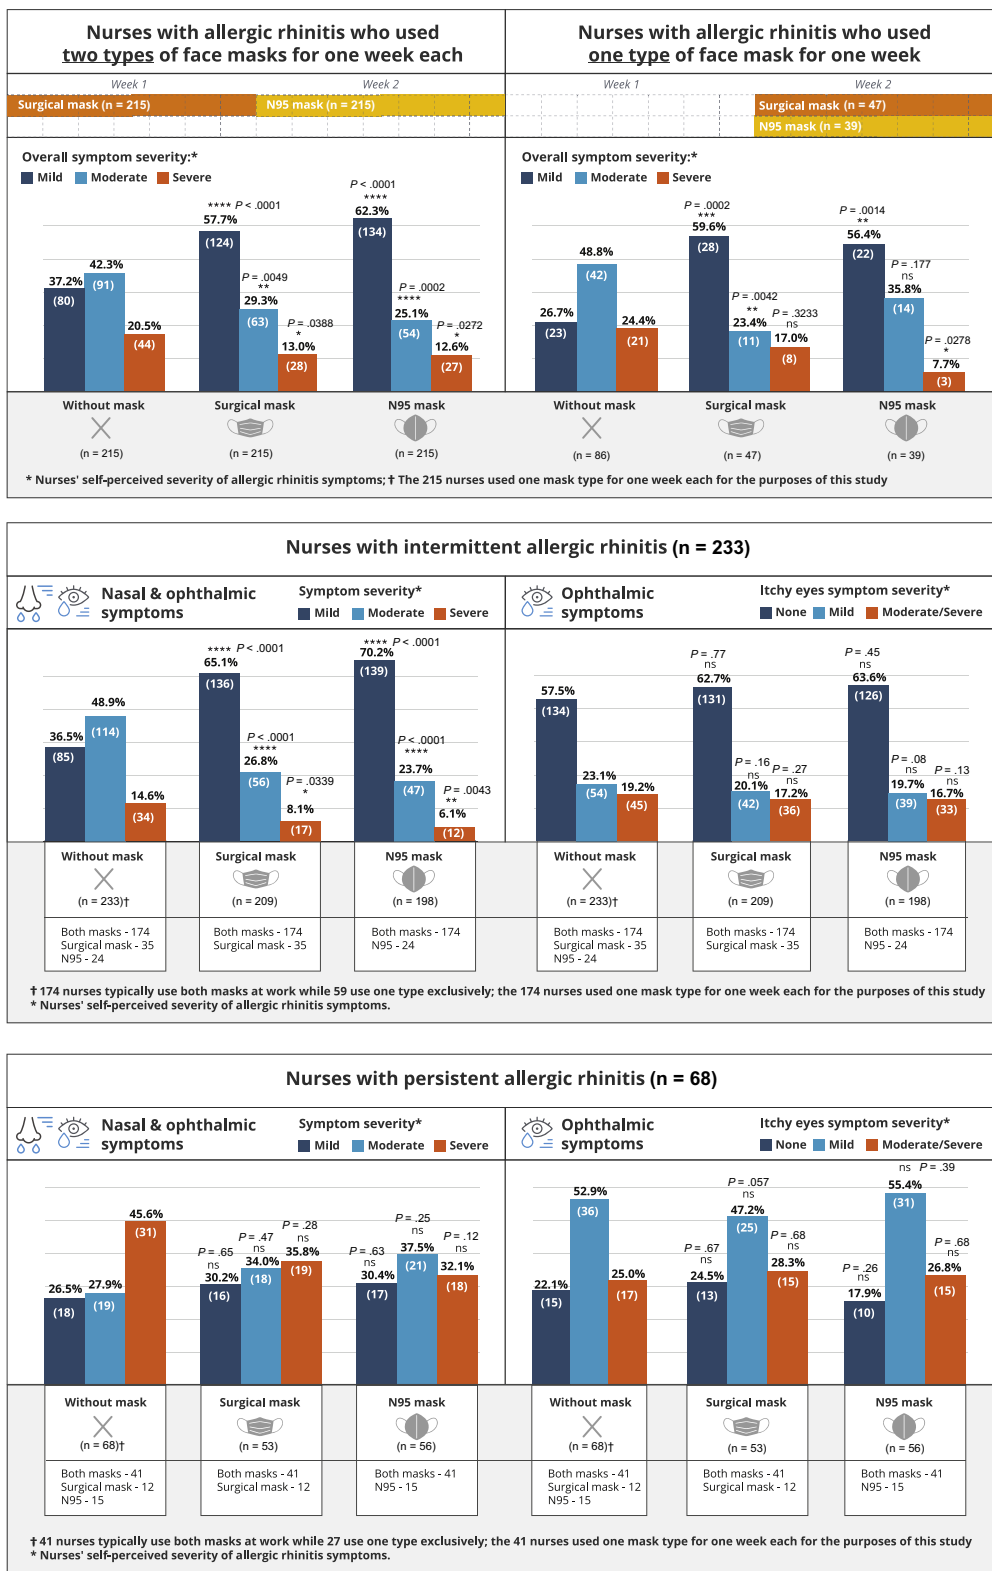 Nurses with allergic rhinitis who used
two types of face masks for one week each
Week 1
Week 2
Surgical mask (n = 215)
N95 mask (n = 215)
Overall symptom severity:*
Mild
Moderate
Severe
37.2%
(80)
42.3%
(91)
20.5%
(44)
**** P < .0001
57.7%
(124)
P = .0049
**
29.3%
(63)
P = .0388
*
13.0%
(28)
P < .0001
****
62.3%
(134)
P = .0002
****
25.1%
(54)
P = .0272
*
12.6%
(27)
Without mask
(n = 215)
Surgical mask
(n = 215)
N95 mask
(n = 215)
Nurses with allergic rhinitis who used
one type of face mask for one week
Week 1
Week 2
Surgical mask (n = 47)
N95 mask (n = 39)
Overall symptom severity:*
Mild
Moderate
Severe
26.7%
(23)
48.8%
(42)
24.4%
(21)
P = .0002
***
59.6%
(28)
P = .0042
**
23.4%
(11)
P = .3233
ns
17.0%
(8)
P = .0014
**
56.4%
(22)
P = .177
ns
35.8%
(14)
P = .0278
*
7.7%
(3)
Without mask
(n = 86)
Surgical mask
(n = 47)
N95 mask
(n = 39)
* Nurses' self-perceived severity of allergic rhinitis symptoms; † The 215 nurses used one mask type for one week each for the purposes of this study
Nurses with intermittent allergic rhinitis (n = 233)
Nasal & ophthalmic
symptoms
Symptom severity*
Mild
Moderate
Severe
36.5%
(85)
48.9%
(114)
14.6%
(34)
**** P < .0001
65.1%
(136)
P < .0001
****
26.8%
(56)
P = .0339
*
8.1%
(17)
**** P < .0001
70.2%
(139)
P < .0001
****
23.7%
(47)
P = .0043
**
6.1%
(12)
Without mask
(n = 233)†
Both masks - 174
Surgical mask - 35
N95 - 24
Surgical mask
(n = 209)
Both masks - 174
Surgical mask - 35
N95 mask
(n = 198)
Both masks - 174
N95 - 24
Ophthalmic
symptoms
Itchy eyes symptom severity*
None
Mild
Moderate/Severe
57.5%
(134)
23.1%
(54)
19.2%
(45)
P = .77
ns
62.7%
(131)
P = .16
ns
20.1%
(42)
P = .27
ns
17.2%
(36)
P = .45
ns
63.6%
(126)
P = .08
ns
19.7%
(39)
P = .13
ns
16.7%
(33)
Without mask
(n = 233)†
Both masks - 174
Surgical mask - 35
N95 - 24
Surgical mask
(n = 209)
Both masks - 174
Surgical mask - 35
N95 mask
(n = 198)
Both masks - 174
N95 - 24
† 174 nurses typically use both masks at work while 59 use one type exclusively; the 174 nurses used one mask type for one week each for the purposes of this study
* Nurses' self-perceived severity of allergic rhinitis symptoms.
Nurses with persistent allergic rhinitis (n = 68)
Nasal & ophthalmic
symptoms
Symptom severity*
Mild
Moderate
Severe
26.5%
(18)
27.9%
(19)
45.6%
(31)
P = .65
ns
30.2%
(16)
P = .47
ns
34.0%
(18)
P = .28
ns
35.8%
(19)
P = .63
ns
30.4%
(17)
P = .25
ns
37.5%
(21)
P = .12
ns
32.1%
(18)
Without mask
(n = 68)†
Both masks - 41
Surgical mask - 12
N95 - 15
Surgical mask
(n = 53)
Both masks - 41
Surgical mask - 12
N95 mask
(n = 56)
Both masks - 41
N95 - 15
Ophthalmic
symptoms
Itchy eyes symptom severity*
None
Mild
Moderate/Severe
22.1%
(15)
52.9%
(36)
25.0%
(17)
P = .67
ns
24.5%
(13)
P = .057
ns
47.2%
(25)
P = .68
ns
28.3%
(15)
P = .26
ns
17.9%
(10)
ns P = .39
55.4%
(31)
P = .68
ns
26.8%
(15)
Without mask
(n = 68)†
Both masks - 41
Surgical mask - 12
N95 - 15
Surgical mask
(n = 53)
Both masks - 41
Surgical mask - 12
N95 mask
(n = 56)
Both masks - 41
N95 - 15
† 41 nurses typically use both masks at work while 27 use one type exclusively; the 41 nurses used one mask type for one week each for the purposes of this study
* Nurses' self-perceived severity of allergic rhinitis symptoms.